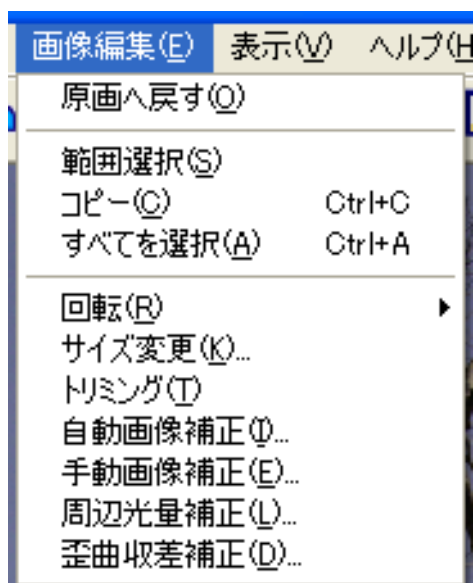 画像編集(E) 表示(V) ヘルプ(H
原画へ戻す(O)
範囲選択(S)
コピー(C) Ctrl+C
すべてを選択(A) Ctrl+A
回転(R)
サイズ変更(K)...
トリミング(T)
自動画像補正(I)...
手動画像補正(E)...
周辺光量補正(L)...
歪曲収差補正(D)...